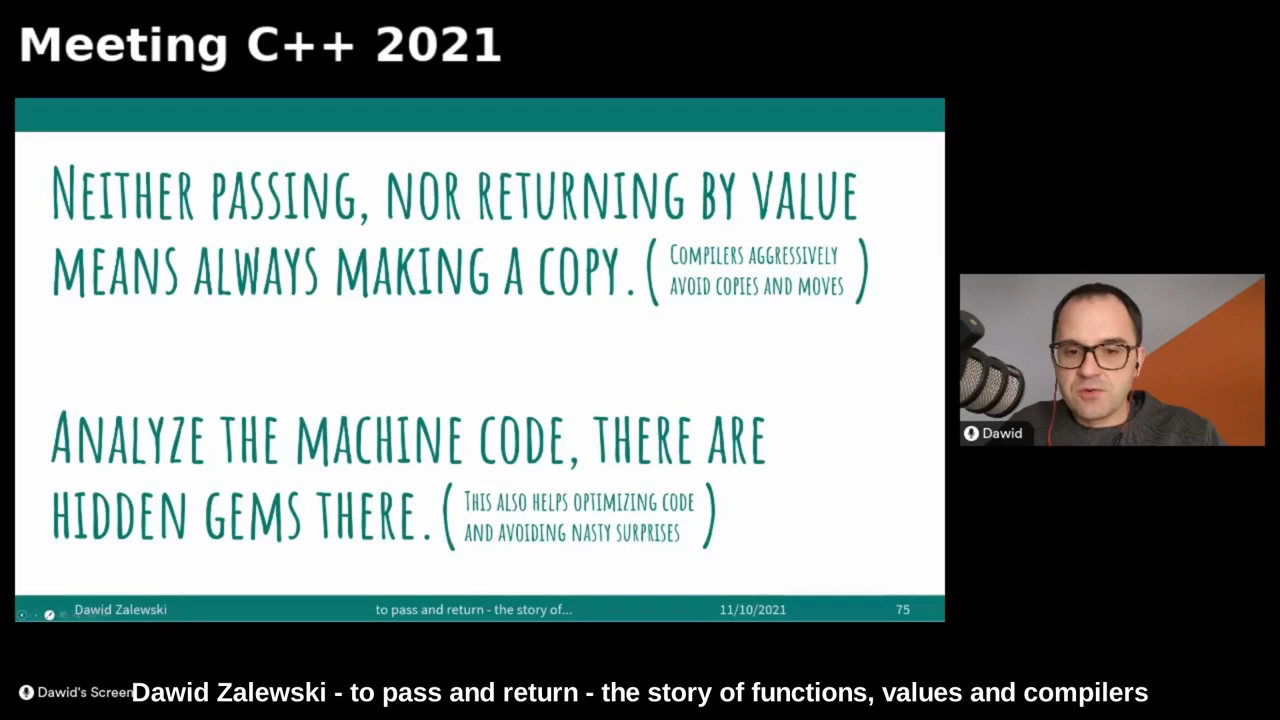 Meeting C++ 2021
NEITHER PASSING, NOR RETURNING BY VALUE
MEANS ALWAYS MAKING A COPY. (COMPILERS AGGRESSIVELY
AVOID COPIES AND MOVES)
ANALYZE THE MACHINE CODE, THERE ARE
HIDDEN GEMS THERE. (THIS ALSO HELPS OPTIMIZING CODE
AND AVOIDING NASTY SURPRISES)
Dawid Zalewski to pass and return - the story of... 11/10/2021 75
Dawid
Dawid's Screen
Dawid Zalewski - to pass and return - the story of functions, values and compilers